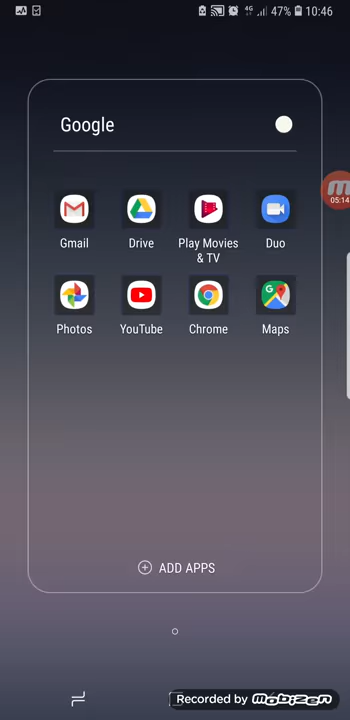 4G 47% 10:46
Google
05:14
Gmail
Drive
Play Movies
& TV
Duo
Photos
YouTube
Chrome
G
Maps
ADD APPS
Recorded by mobizen